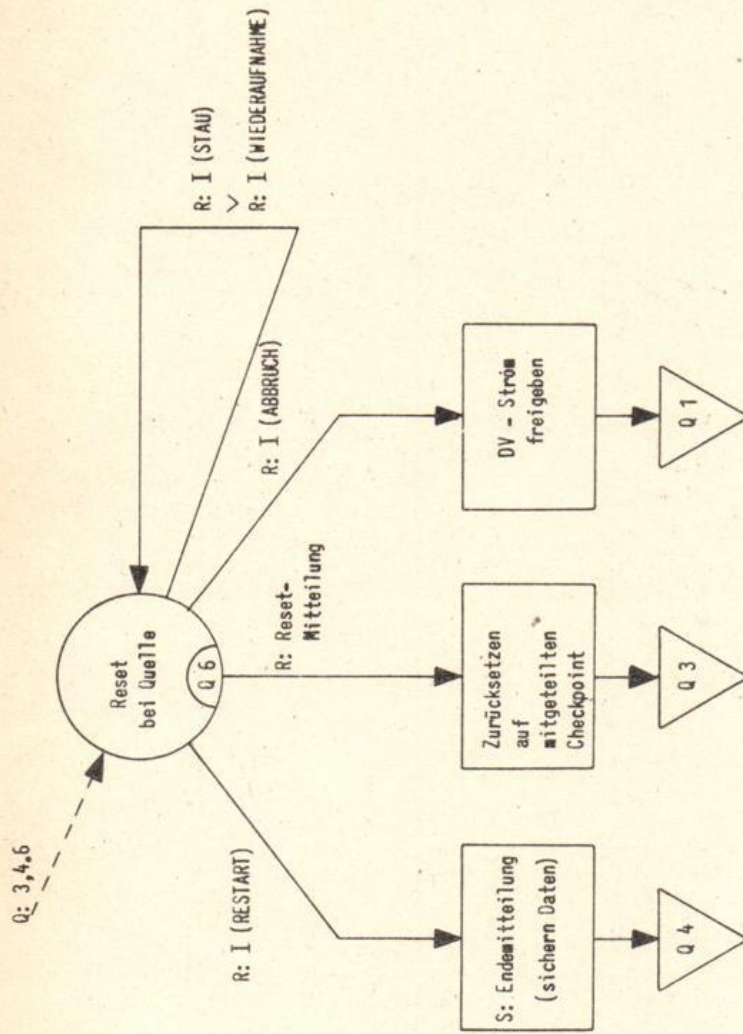 Q: 3,4.6
Reset
bei Quelle
Q 6
R: I (STAU)
∨
R: I (WIEDERAUFNAHME)
R: I (ABBRUCH)
R: Reset-
Mitteilung
R: I (RESTART)
S: Endemitteilung
(sichern Daten)
Zurücksetzen
auf
mitgeteilten
Checkpoint
DV - Strom
freigeben
Q 4
Q 3
Q 1